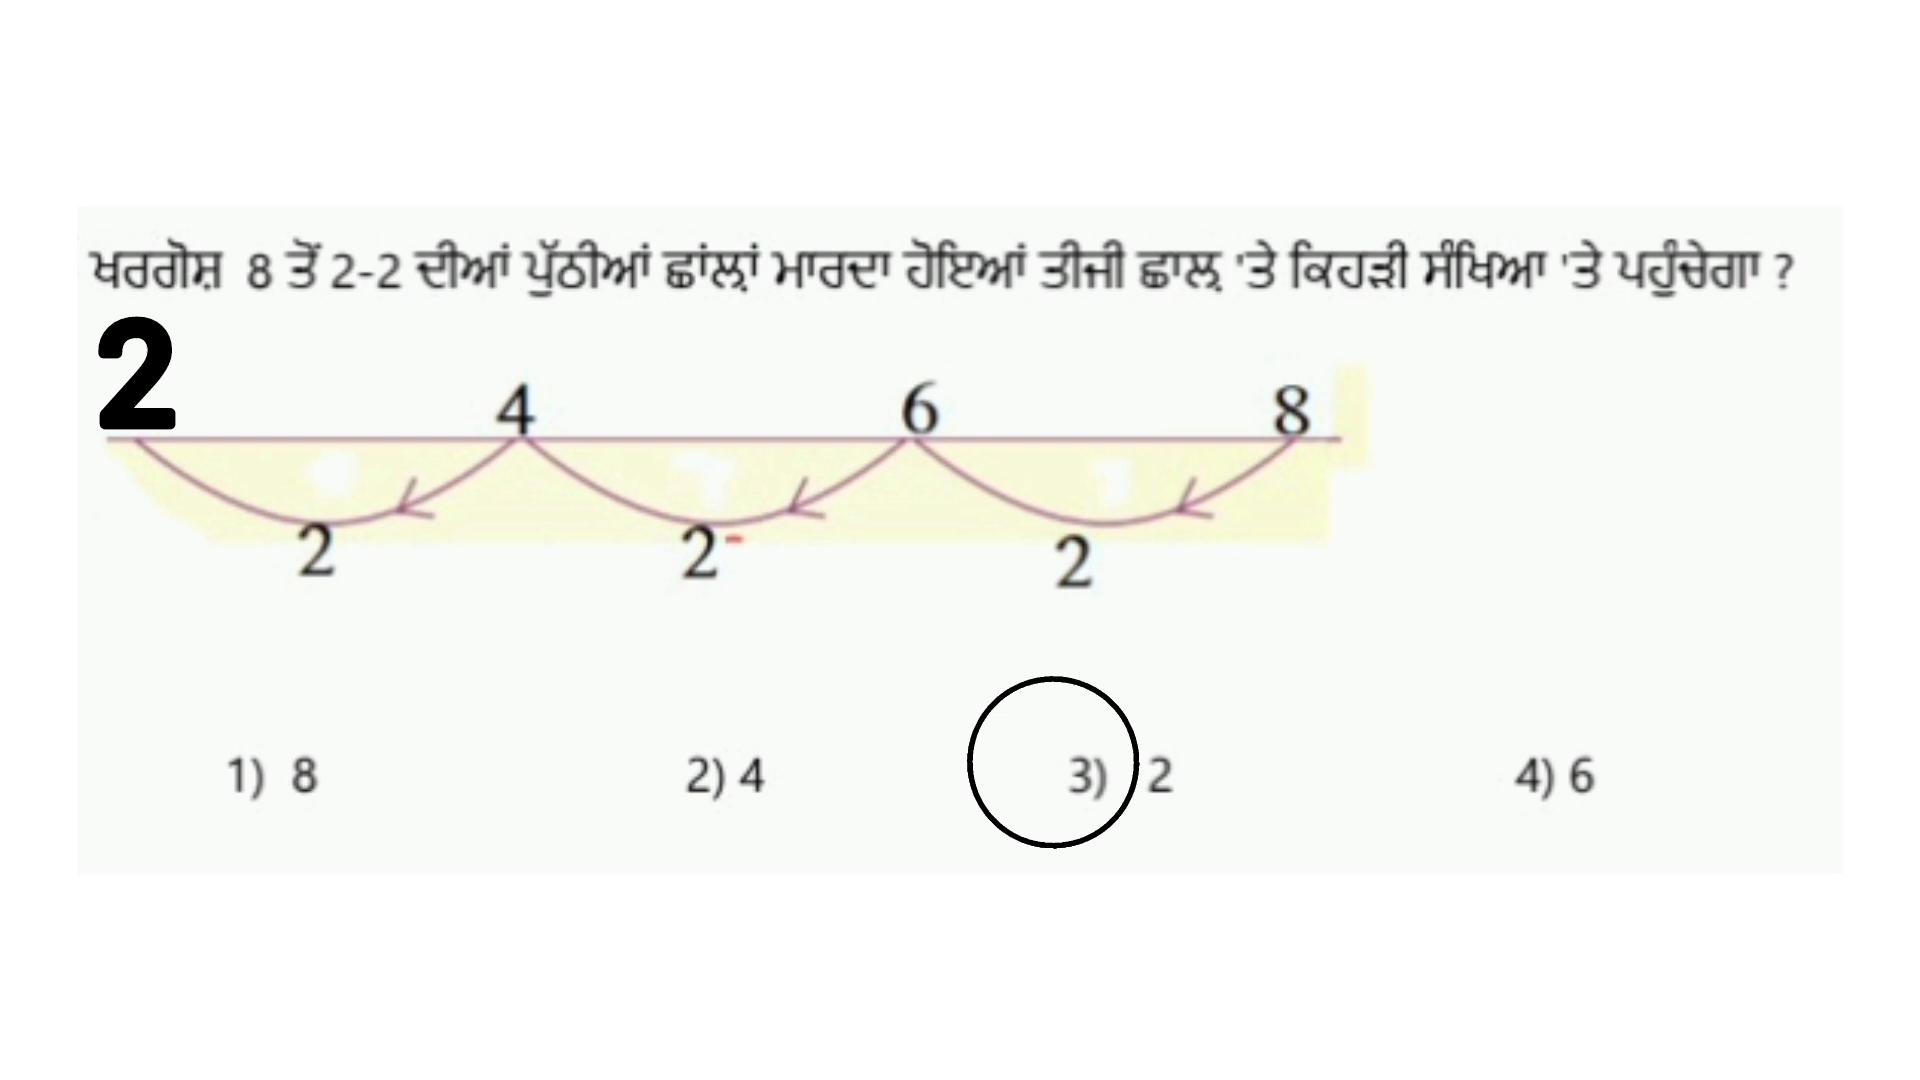 ਖਰਗੋਸ਼ 8 ਤੋਂ 2-2 ਦੀਆਂ ਪੁੱਠੀਆਂ ਛਾਂਲਾਂ਼ ਮਾਰਦਾ ਹੋਇਆਂ ਤੀਜੀ ਛਾਲ਼ 'ਤੇ ਕਿਹੜੀ ਸੰਖਿਆ 'ਤੇ ਪਹੁੰਚੇਗਾ ?
2 4 6 8
2 2 2
1) 8 2) 4 3) 2 4) 6